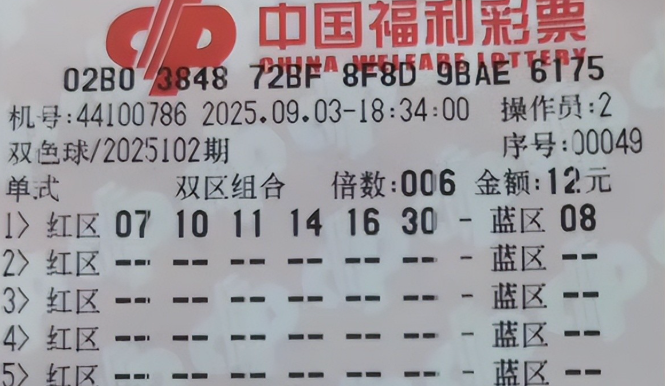 中国福利彩票
CHINA WELFARE LOTTERY
02B0 3848 72BF 8F8D 9BAE 6175
机号:44100786 2025.09.03-18:34:00 操作员:2
双色球/2025102期 序号:00049
单式 双区组合 倍数:006 金额:12元
1> 红区 07 10 11 14 16 30 - 蓝区 08
2> 红区 -- -- -- -- -- -- - 蓝区 --
3> 红区 -- -- -- -- -- -- - 蓝区 --
4> 红区 -- -- -- -- -- -- - 蓝区 --
5> 红区 -- -- -- -- -- -- - 蓝区 --